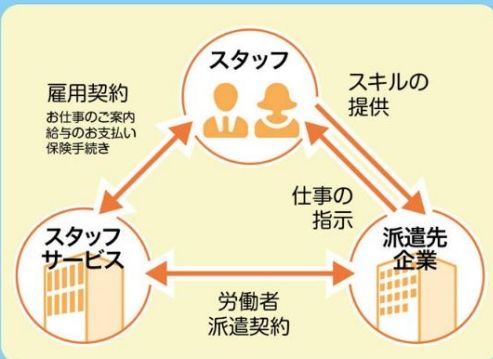 スタッフ
雇用契約
お仕事のご案内
給与のお支払い
保険手続き
スキルの
提供
仕事の
指示
スタッフ
サービス
派遣先
企業
労働者
派遣契約